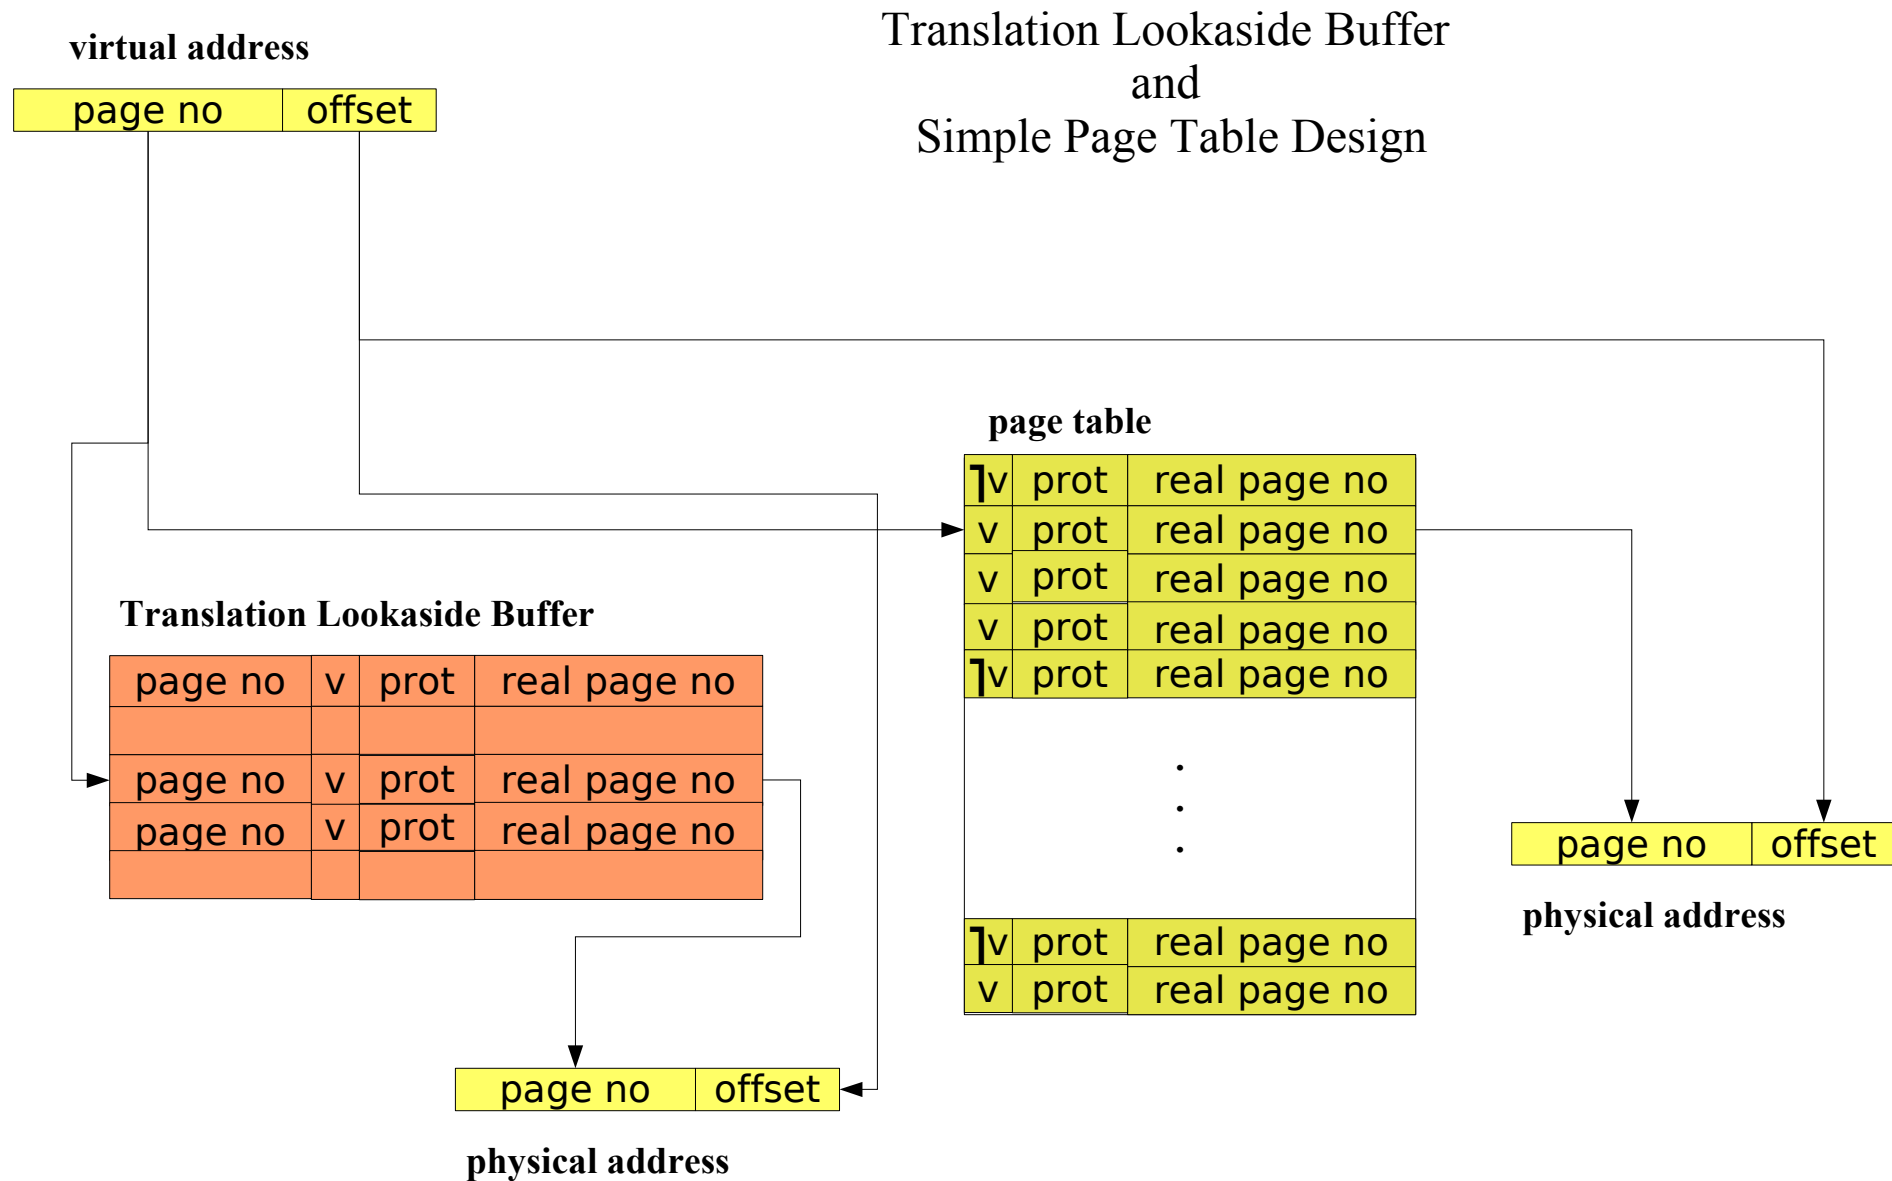 Translation Lookaside Buffer
and
Simple Page Table Design
virtual address
page no offset
page table
⅂v prot real page no
v prot real page no
v prot real page no
v prot real page no
⅂v prot real page no
.
.
.
⅂v prot real page no
v prot real page no
Translation Lookaside Buffer
page no v prot real page no
page no v prot real page no
page no v prot real page no
page no offset
physical address
page no offset
physical address